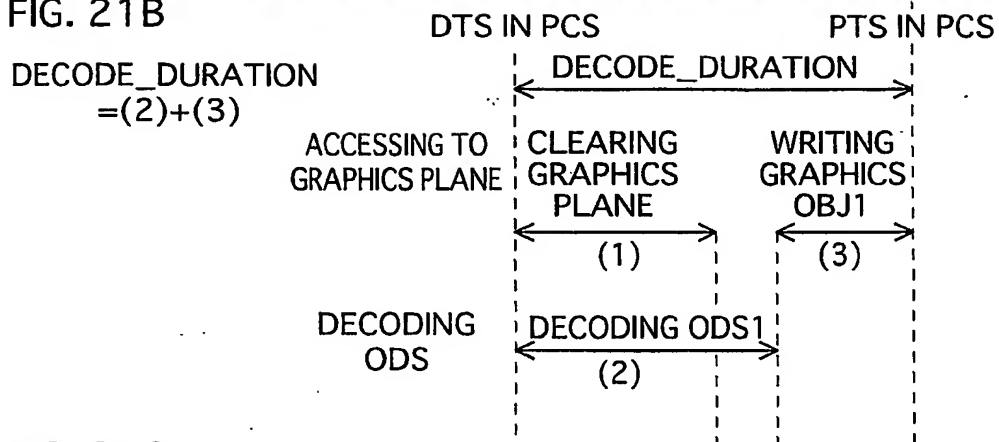 FIG. 21B
DTS IN PCS
PTS IN PCS
DECODE_DURATION
=(2)+(3)
DECODE_DURATION
ACCESSING TO
GRAPHICS PLANE
CLEARING
GRAPHICS
PLANE
WRITING
GRAPHICS
OBJ1
(1)
(3)
DECODING
ODS
DECODING ODS1
(2)